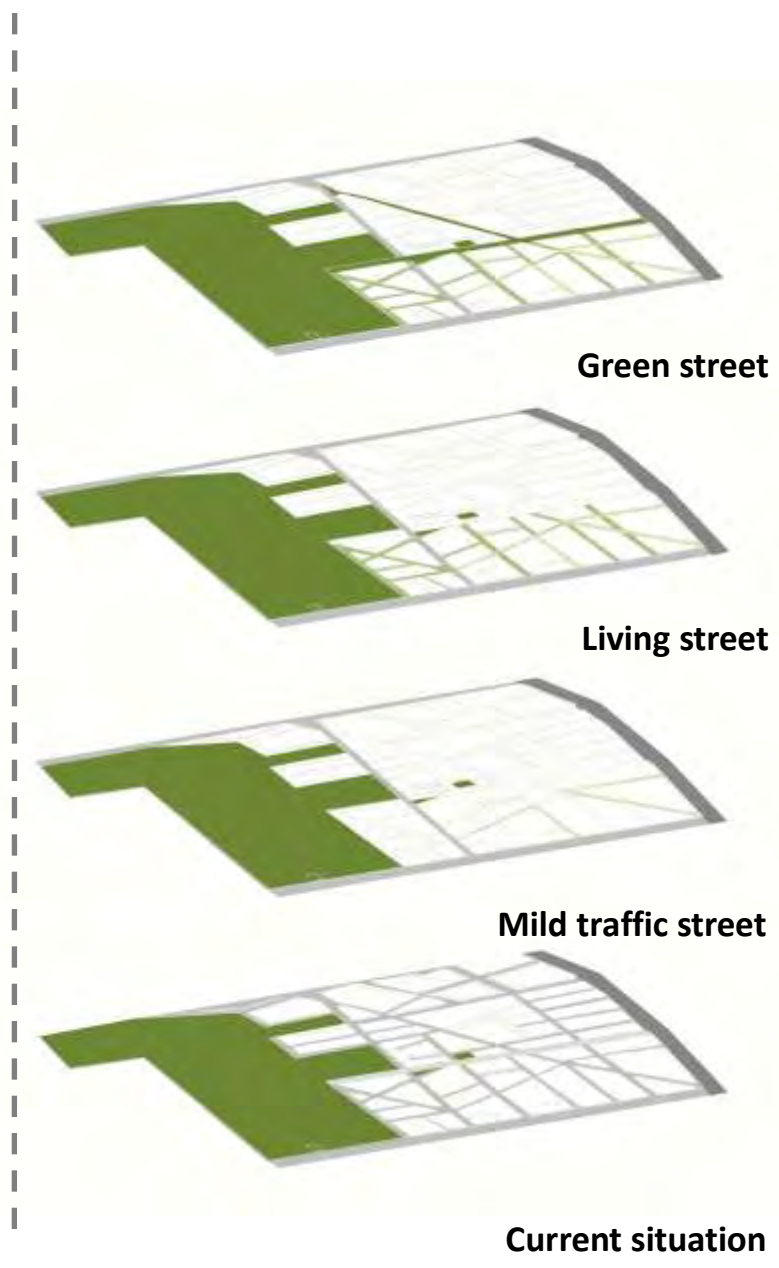 Green street
Living street
Mild traffic street
Current situation